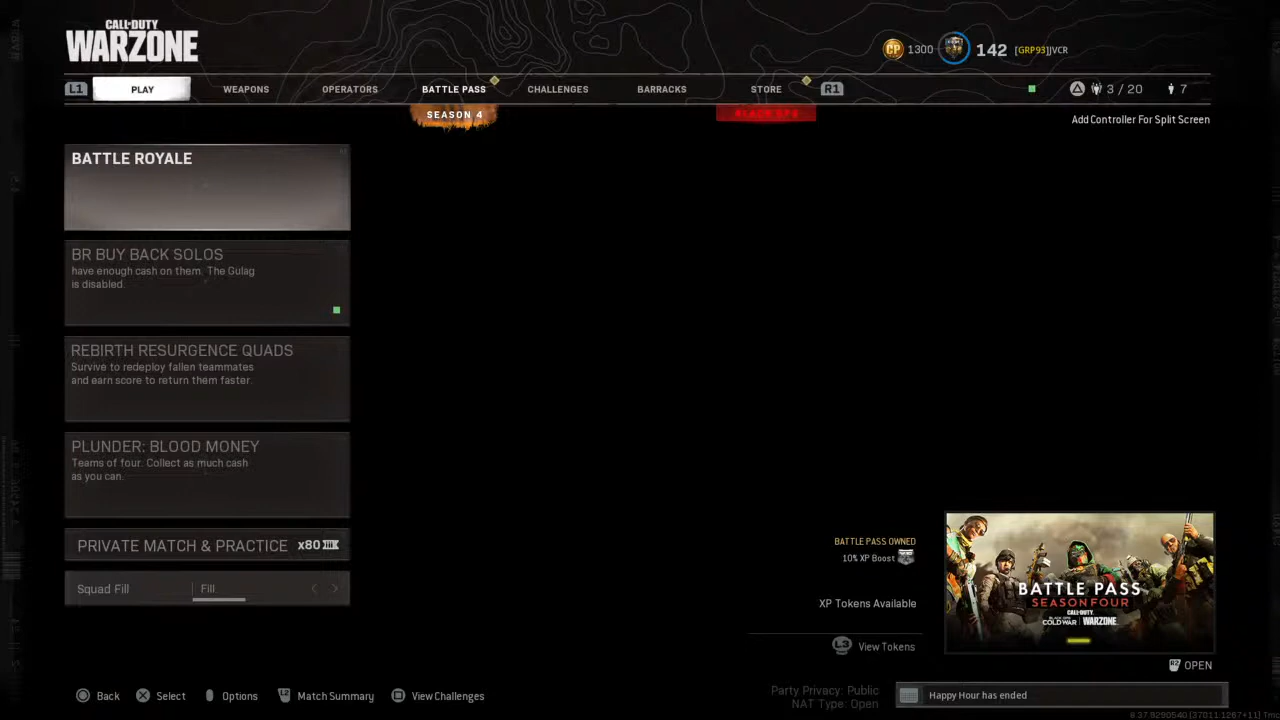 CALL OF DUTY
WARZONE
CP 1300 142 [GRP93]JVCR
L1 PLAY WEAPONS OPERATORS BATTLE PASS CHALLENGES BARRACKS STORE R1 3 / 20 7
SEASON 4
Add Controller For Split Screen
BATTLE ROYALE
BR BUY BACK SOLOS
have enough cash on them. The Gulag
is disabled.
REBIRTH RESURGENCE QUADS
Survive to redeploy fallen teammates
and earn score to return them faster.
PLUNDER: BLOOD MONEY
Teams of four. Collect as much cash
as you can.
PRIVATE MATCH & PRACTICE x80
Squad Fill Fill
BATTLE PASS OWNED
10% XP Boost
XP Tokens Available
L3 View Tokens
BATTLE PASS
SEASON FOUR
CALL OF DUTY
BLACK OPS
COLD WAR WARZONE
R2 OPEN
Back Select Options L2 Match Summary View Challenges
Party Privacy: Public
NAT Type: Open
Happy Hour has ended